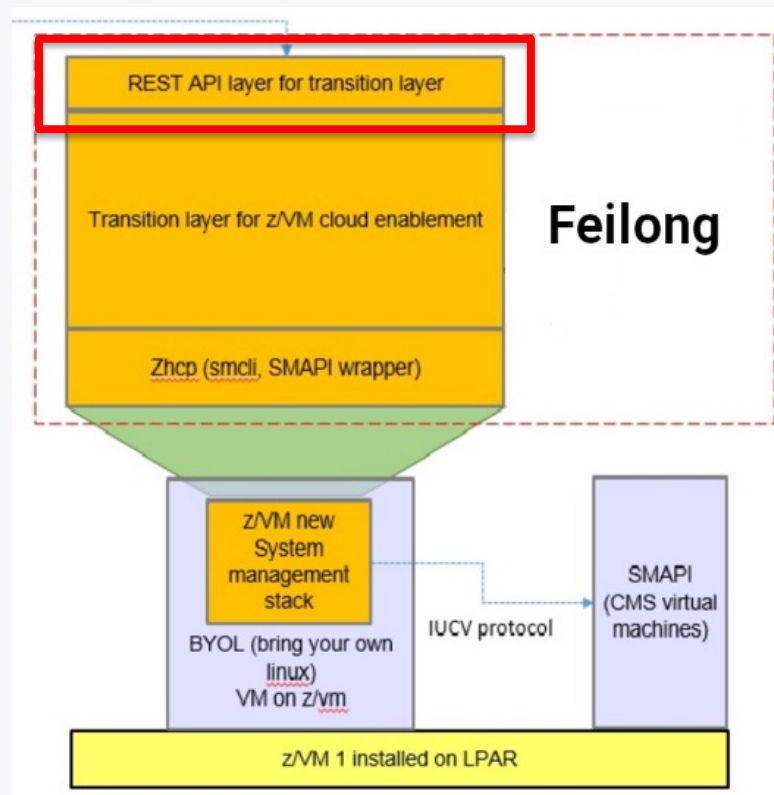 REST API layer for transition layer
Transition layer for z/VM cloud enablement
Feilong
Zhcp (smcli, SMAPI wrapper)
z/VM new
System
management
stack
BYOL (bring your own
linux)
VM on z/vm
IUCV protocol
SMAPI
(CMS virtual
machines)
z/VM 1 installed on LPAR